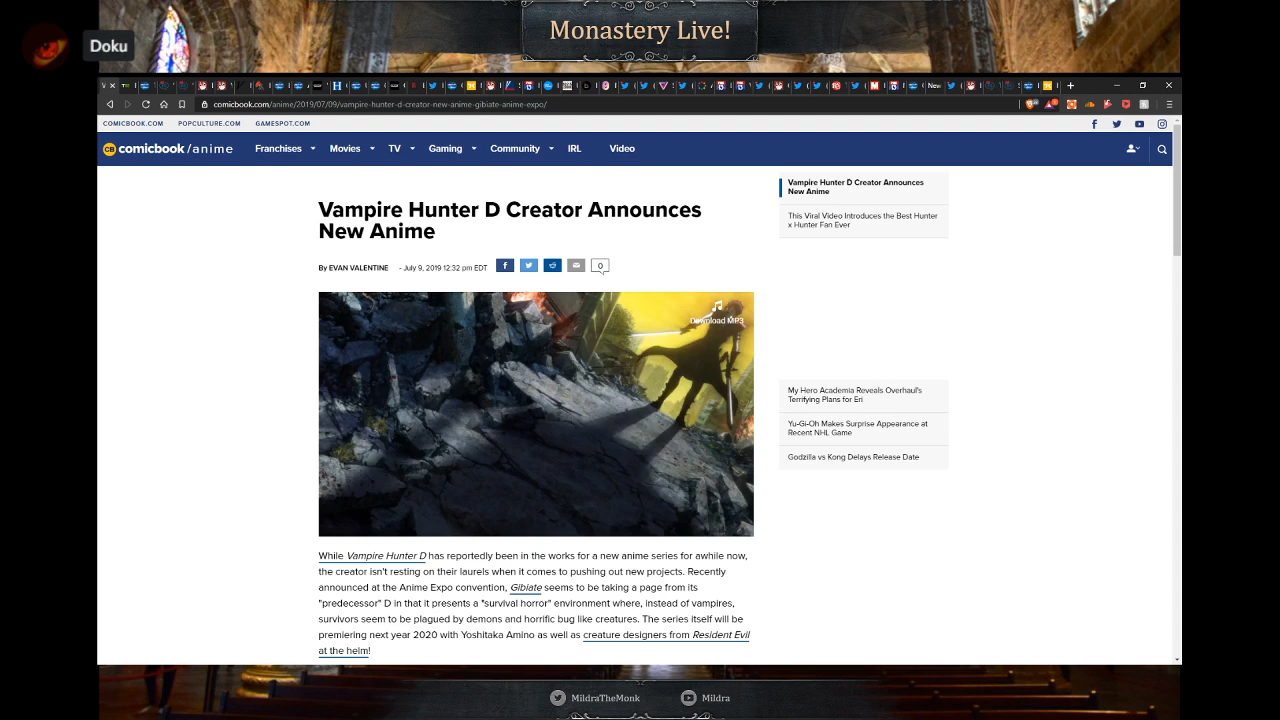 Monastery Live!
Doku
comicbook.com/anime/2019/07/09/vampire-hunter-d-creator-new-anime-gibiate-anime-expo/
COMICBOOK.COM POPCULTURE.COM GAMESPOT.COM
CB comicbook/anime Franchises Movies TV Gaming Community IRL Video
Vampire Hunter D Creator Announces
New Anime
By EVAN VALENTINE - July 9, 2019 12:32 pm EDT 0
Download MP3
While Vampire Hunter D has reportedly been in the works for a new anime series for awhile now,
the creator isn't resting on their laurels when it comes to pushing out new projects. Recently
announced at the Anime Expo convention, Gibiate seems to be taking a page from its
"predecessor" D in that it presents a "survival horror" environment where, instead of vampires,
survivors seem to be plagued by demons and horrific bug like creatures. The series itself will be
premiering next year 2020 with Yoshitaka Amino as well as creature designers from Resident Evil
at the helm!
Vampire Hunter D Creator Announces
New Anime
This Viral Video Introduces the Best Hunter
x Hunter Fan Ever
My Hero Academia Reveals Overhaul's
Terrifying Plans for Eri
Yu-Gi-Oh Makes Surprise Appearance at
Recent NHL Game
Godzilla vs Kong Delays Release Date
MildraTheMonk Mildra